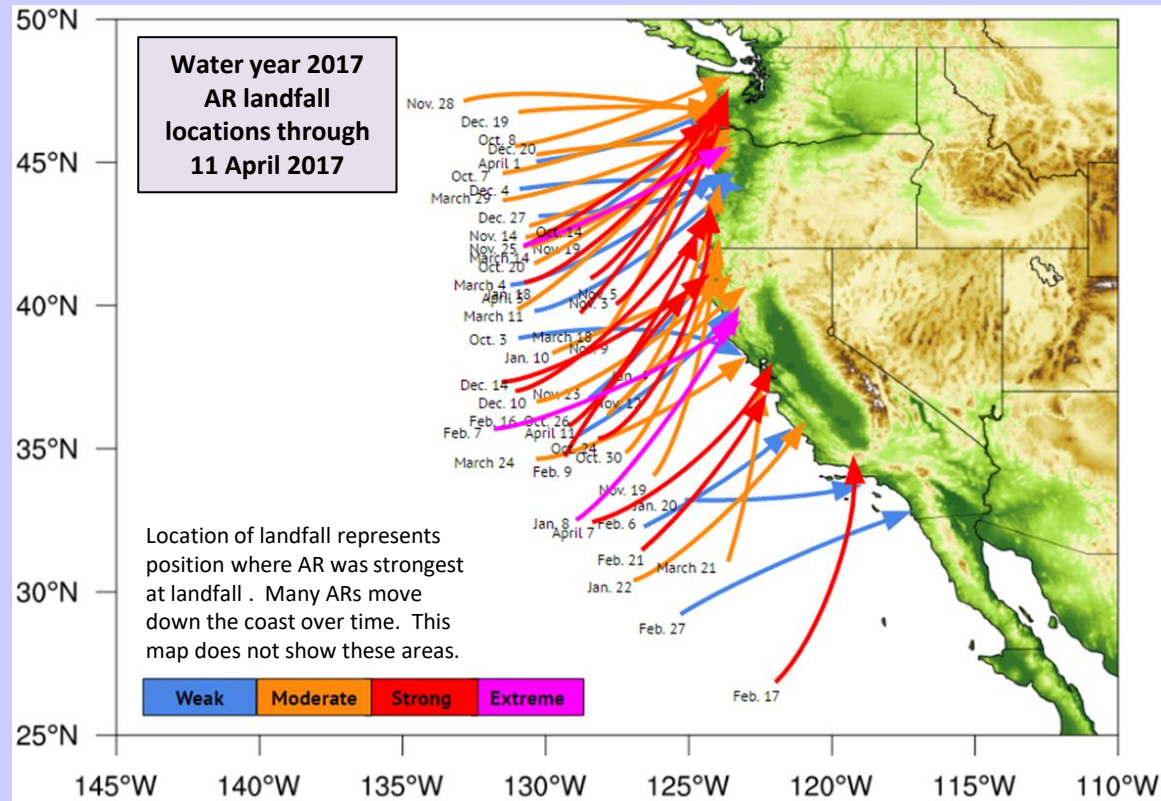 50°N
45°N
40°N
35°N
30°N
25°N
Water year 2017
AR landfall
locations through
11 April 2017
Nov. 28
Dec. 19
Oct. 8
Dec. 20
April 1
Oct. 7
Dec. 4
March 29
Dec. 27
Nov. 14
Oct. 14
Nov. 25
Nov. 19
March 14
Oct. 20
March 4
Jan. 18
Nov. 5
April 5
Nov. 3
March 11
Oct. 3
March 18
Nov. 9
Jan. 10
Jan. 4
Dec. 14
Nov. 23
Dec. 10
Nov. 12
Feb. 16
Oct. 26
Feb. 7
April 11
Oct. 24
Oct. 30
March 24
Feb. 9
Nov. 19
Jan. 20
Jan. 8
Feb. 6
April 7
Feb. 21
March 21
Jan. 22
Feb. 27
Feb. 17
Location of landfall represents
position where AR was strongest
at landfall . Many ARs move
down the coast over time. This
map does not show these areas.
Weak Moderate Strong Extreme
145°W 140°W 135°W 130°W 125°W 120°W 115°W 110°W